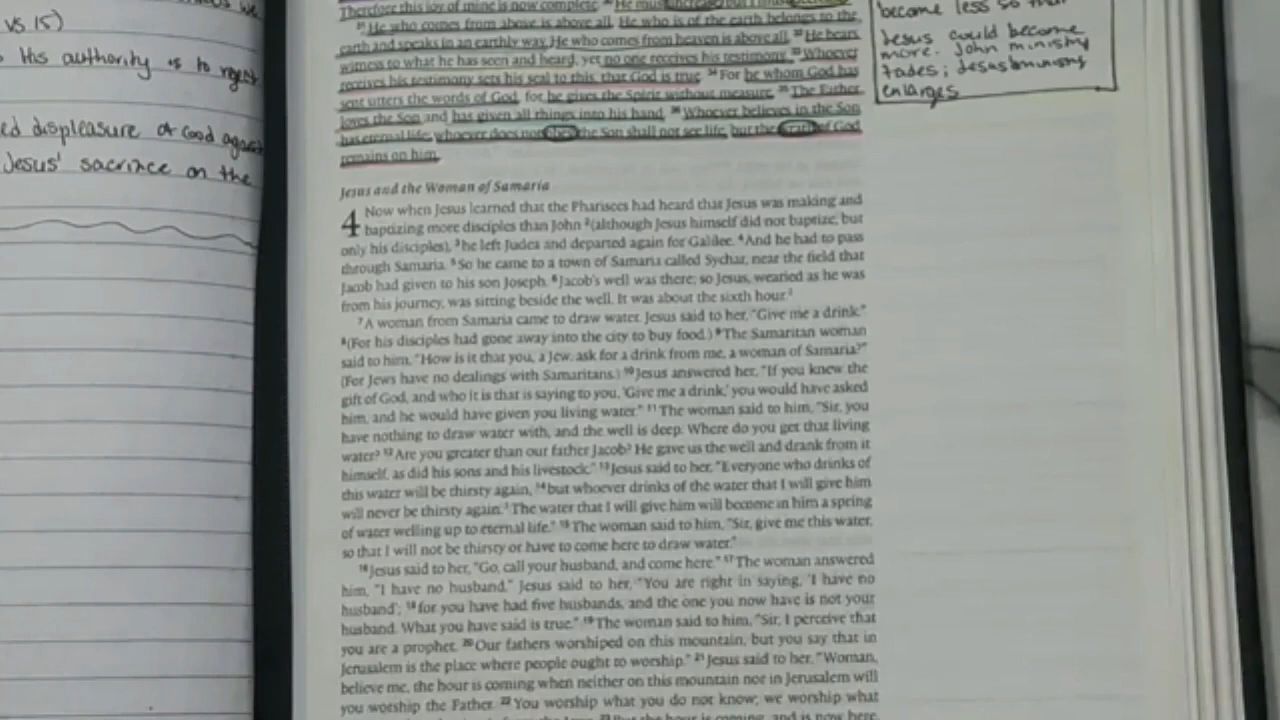 vs. 15)
His authority is to reject
ed displeasure of God against
Jesus' sacrifice on the
Therefore this joy of mine is now complete. 30 He must increase, but I must
31 He who comes from above is above all. He who is of the earth belongs to the
earth and speaks in an earthly way. He who comes from heaven is above all. 32 He bears
witness to what he has seen and heard, yet no one receives his testimony. 33 Whoever
receives his testimony sets his seal to this, that God is true. 34 For he whom God has
sent utters the words of God, for he gives the Spirit without measure. 35 The Father
loves the Son and has given all things into his hand. 36 Whoever believes in the Son
has eternal life; whoever does not obey the Son shall not see life, but the wrath of God
remains on him.
Jesus and the Woman of Samaria
4 Now when Jesus learned that the Pharisees had heard that Jesus was making and
baptizing more disciples than John 2 (although Jesus himself did not baptize, but
only his disciples), 3 he left Judea and departed again for Galilee. 4 And he had to pass
through Samaria. 5 So he came to a town of Samaria called Sychar, near the field that
Jacob had given to his son Joseph. 6 Jacob's well was there; so Jesus, wearied as he was
from his journey, was sitting beside the well. It was about the sixth hour.2
7 A woman from Samaria came to draw water. Jesus said to her, "Give me a drink."
8 (For his disciples had gone away into the city to buy food.) 9 The Samaritan woman
said to him, "How is it that you, a Jew, ask for a drink from me, a woman of Samaria?"
(For Jews have no dealings with Samaritans.) 10 Jesus answered her, "If you knew the
gift of God, and who it is that is saying to you, 'Give me a drink,' you would have asked
him, and he would have given you living water." 11 The woman said to him, "Sir, you
have nothing to draw water with, and the well is deep. Where do you get that living
water? 12 Are you greater than our father Jacob? He gave us the well and drank from it
himself, as did his sons and his livestock." 13 Jesus said to her, "Everyone who drinks of
this water will be thirsty again, 14 but whoever drinks of the water that I will give him
will never be thirsty again.3 The water that I will give him will become in him a spring
of water welling up to eternal life." 15 The woman said to him, "Sir, give me this water,
so that I will not be thirsty or have to come here to draw water."
16 Jesus said to her, "Go, call your husband, and come here." 17 The woman answered
him, "I have no husband." Jesus said to her, "You are right in saying, 'I have no
husband'; 18 for you have had five husbands, and the one you now have is not your
husband. What you have said is true." 19 The woman said to him, "Sir, I perceive that
you are a prophet. 20 Our fathers worshiped on this mountain, but you say that in
Jerusalem is the place where people ought to worship." 21 Jesus said to her, "Woman,
believe me, the hour is coming when neither on this mountain nor in Jerusalem will
you worship the Father. 22 You worship what you do not know; we worship what
23 But the hour is coming, and is now here,
become less so that
Jesus could become
more. John ministry
fades; Jesus ministry
enlarges